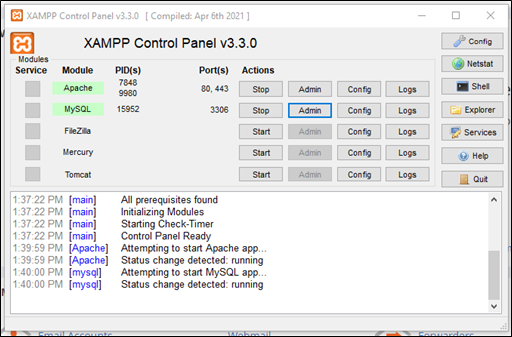 XAMPP Control Panel v3.3.0 [ Compiled: Apr 6th 2021 ]
XAMPP Control Panel v3.3.0
Config
Modules
Service Module PID(s) Port(s) Actions
Netstat
Apache 7848 9980 80, 443 Stop Admin Config Logs
Shell
MySQL 15952 3306 Stop Admin Config Logs
Explorer
FileZilla Start Admin Config Logs
Services
Mercury Start Admin Config Logs
Help
Tomcat Start Admin Config Logs
Quit
1:37:22 PM [main] All prerequisites found
1:37:22 PM [main] Initializing Modules
1:37:22 PM [main] Starting Check-Timer
1:37:22 PM [main] Control Panel Ready
1:39:59 PM [Apache] Attempting to start Apache app...
1:39:59 PM [Apache] Status change detected: running
1:40:00 PM [mysql] Attempting to start MySQL app...
1:40:00 PM [mysql] Status change detected: running
Email Accounts Webmail Forwarders